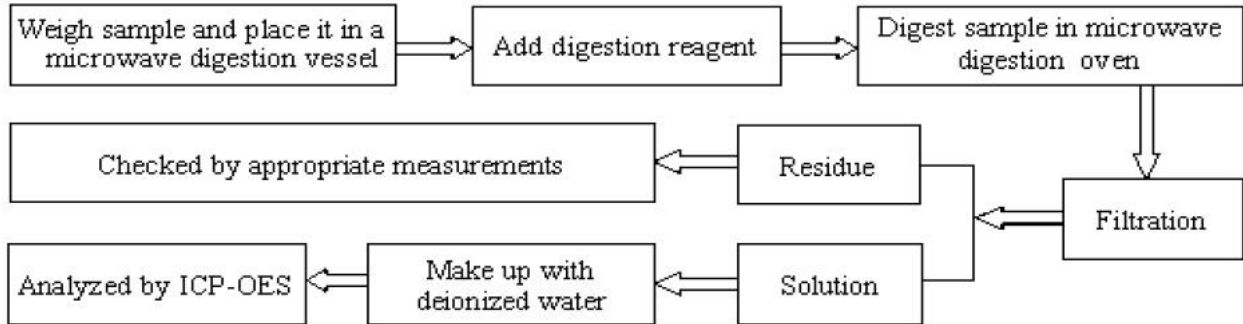 Weigh sample and place it in a
microwave digestion vessel
Add digestion reagent
Digest sample in microwave
digestion oven
Filtration
Residue
Checked by appropriate measurements
Solution
Make up with
deionized water
Analyzed by ICP-OES